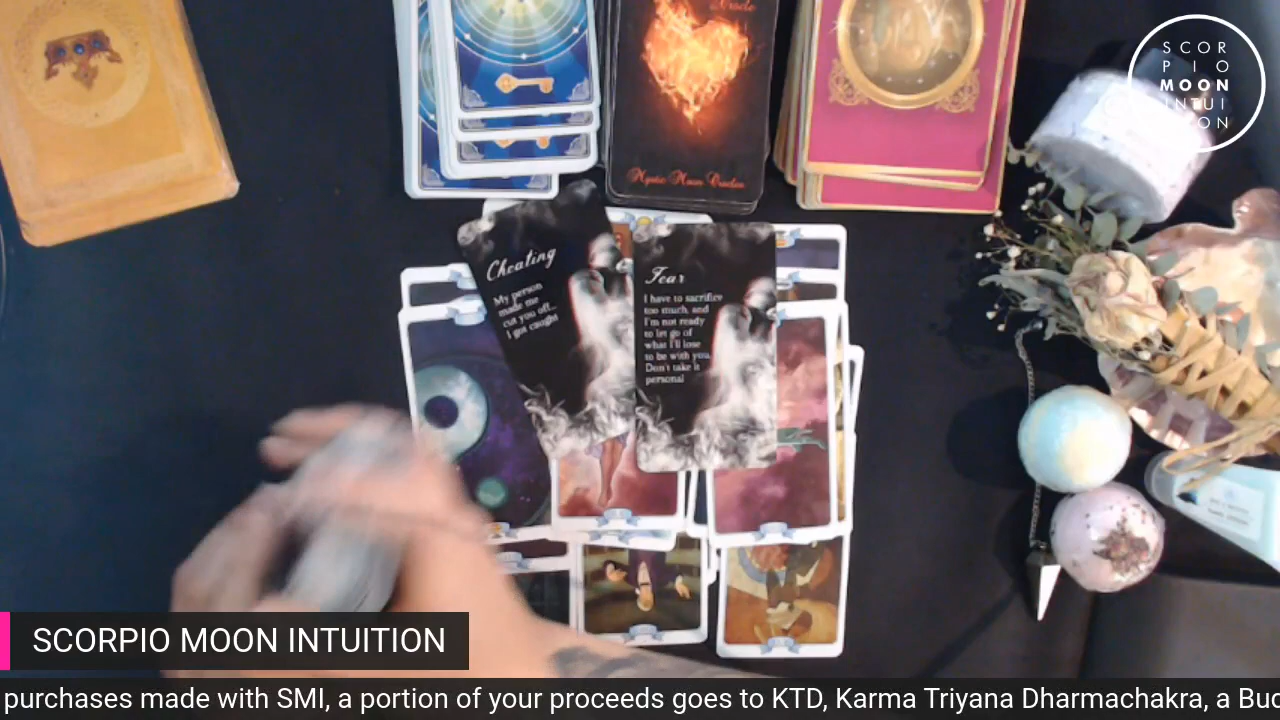 Oracle
SCOR
PIO
MOON
INTUI
ION
Mystic Moon Oracles
Cheating
My person
made me
cut you off...
I got caught
Fear
I have to sacrifice
too much, and
I'm not ready
to let go of
what I'll lose
to be with you.
Don't take it
personal
SCORPIO MOON INTUITION
purchases made with SMI, a portion of your proceeds goes to KTD, Karma Triyana Dharmachakra, a Bud